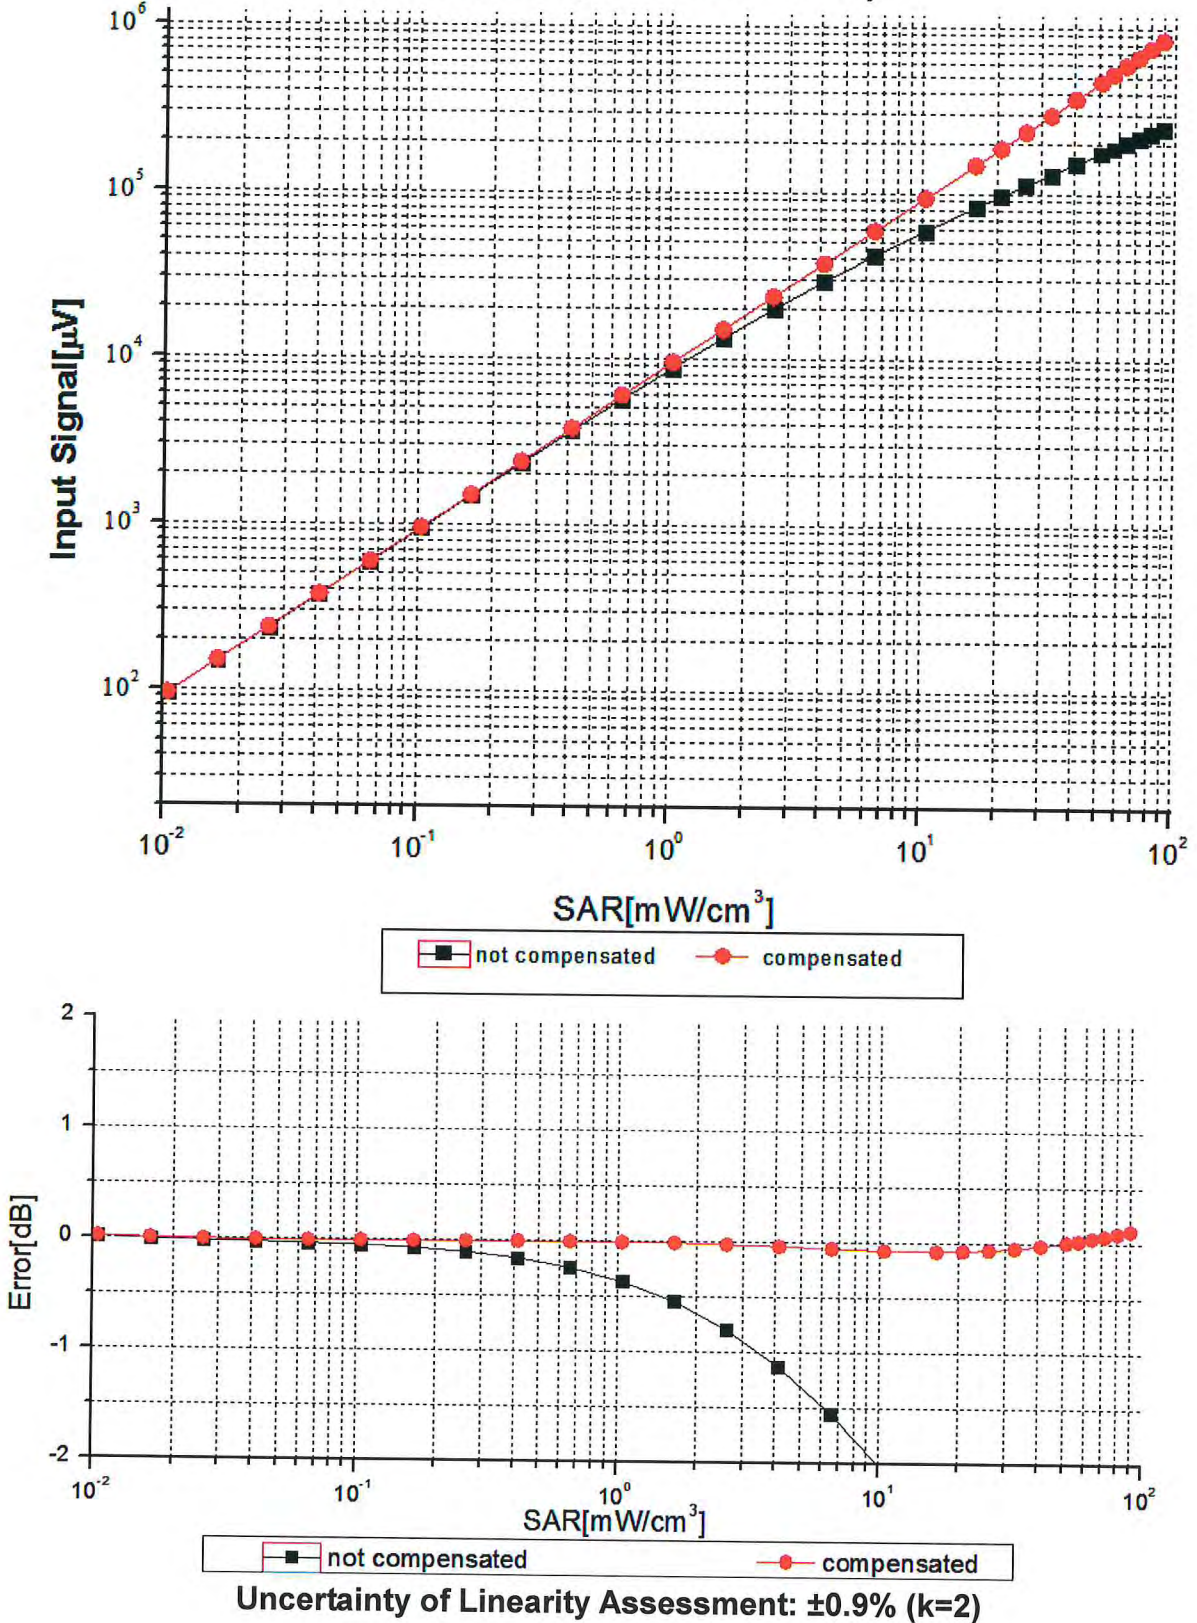 10^6
10^5
10^4
10^3
10^2
Input Signal[µV]
10^-2 10^-1 10^0 10^1 10^2
SAR[mW/cm^3]
not compensated compensated
2
1
0
-1
-2
Error[dB]
10^-2 10^-1 10^0 10^1 10^2
SAR[mW/cm^3]
not compensated compensated
Uncertainty of Linearity Assessment: ±0.9% (k=2)